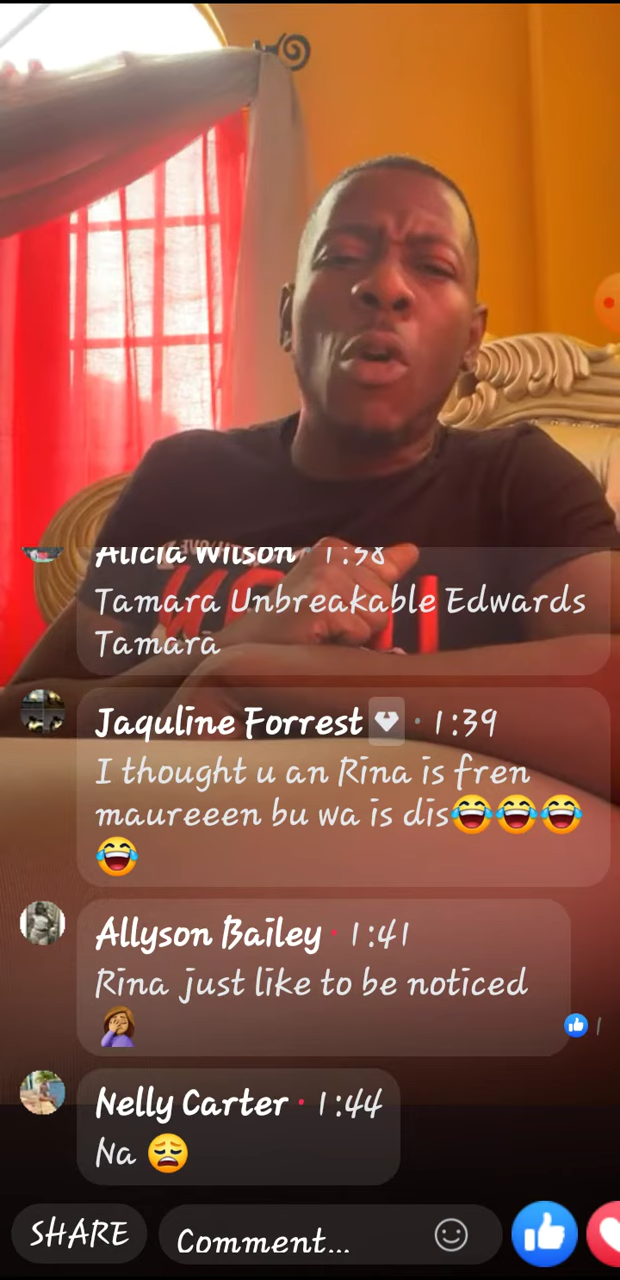 Alicia Wilson 1:38
Tamara Unbreakable Edwards
Tamara
Jaquline Forrest · 1:39
I thought u an Rina is fren
maureeen bu wa is dis😂😂😂
😂
Allyson Bailey · 1:41
Rina just like to be noticed
🤦🏽‍♀️
1
Nelly Carter · 1:44
Na 😩
SHARE
Comment...